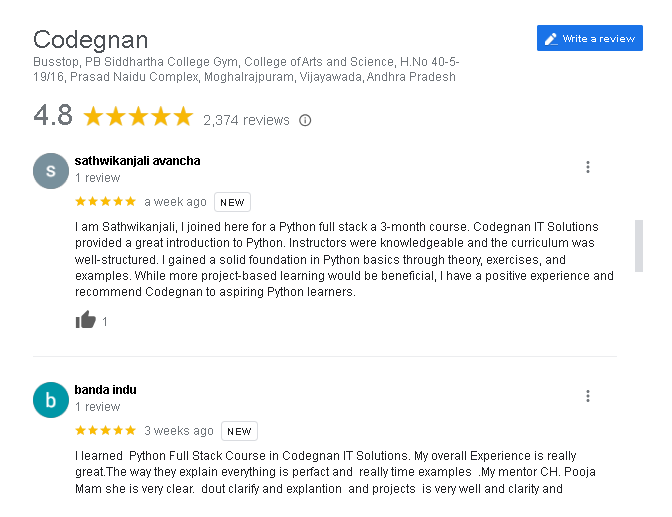 Codegnan
Write a review
Busstop, PB Siddhartha College Gym, College of Arts and Science, H.No 40-5-
19/16, Prasad Naidu Complex, Moghalrajpuram, Vijayawada, Andhra Pradesh
4.8 2,374 reviews
s sathwikanjali avancha
1 review
a week ago NEW
I am Sathwikanjali, I joined here for a Python full stack a 3-month course. Codegnan IT Solutions
provided a great introduction to Python. Instructors were knowledgeable and the curriculum was
well-structured. I gained a solid foundation in Python basics through theory, exercises, and
examples. While more project-based learning would be beneficial, I have a positive experience and
recommend Codegnan to aspiring Python learners.
1
b banda indu
1 review
3 weeks ago NEW
I learned  Python Full Stack Course in Codegnan IT Solutions. My overall Experience is really
great.The way they explain everything is perfact and  really time examples  .My mentor CH. Pooja
Mam she is very clear.  dout clarify and explantion  and projects  is very well and clarity and